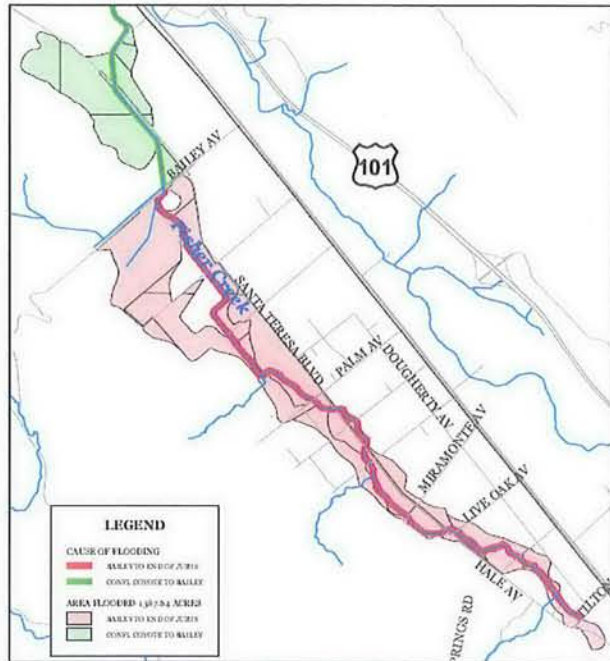 BAILEY AV
101
Fisher Creek
SANTA TERESA BLVD
PALM AV
DOUGHERTY AV
MIRAMONTE AV
LIVE OAK AV
HALE AV
TILTON
SPRINGS RD
LEGEND
CAUSE OF FLOODING
BAILEY TO END OF JURIS
CONFL COYOTE TO BAILEY
AREA FLOODED ACRES
BAILEY TO END OF JURIS
CONFL COYOTE TO BAILEY